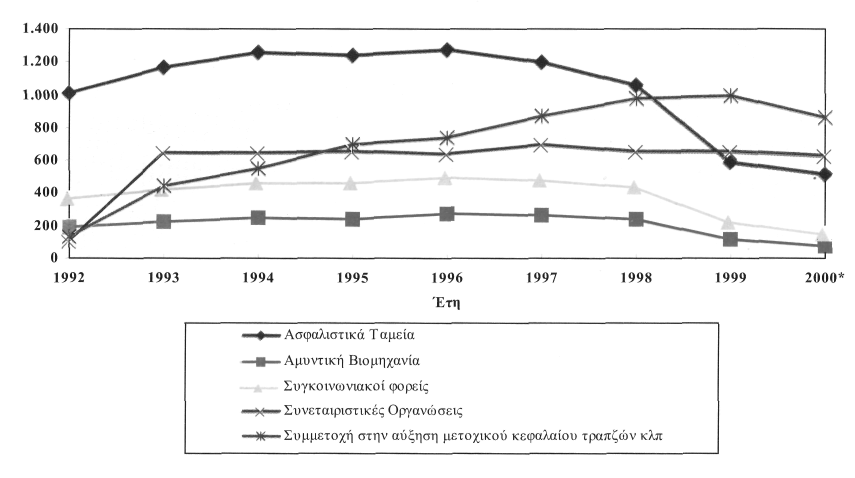 1.400
1.200
1.000
800
600
400
200
0
1992 1993 1994 1995 1996 1997 1998 1999 2000*
Έτη
Ασφαλιστικά Ταμεία
Αμυντική Βιομηχανία
Συγκοινωνιακοί φορείς
Συνεταιριστικές Οργανώσεις
Συμμετοχή στην αύξηση μετοχικού κεφαλαίου τραπζών κλπ